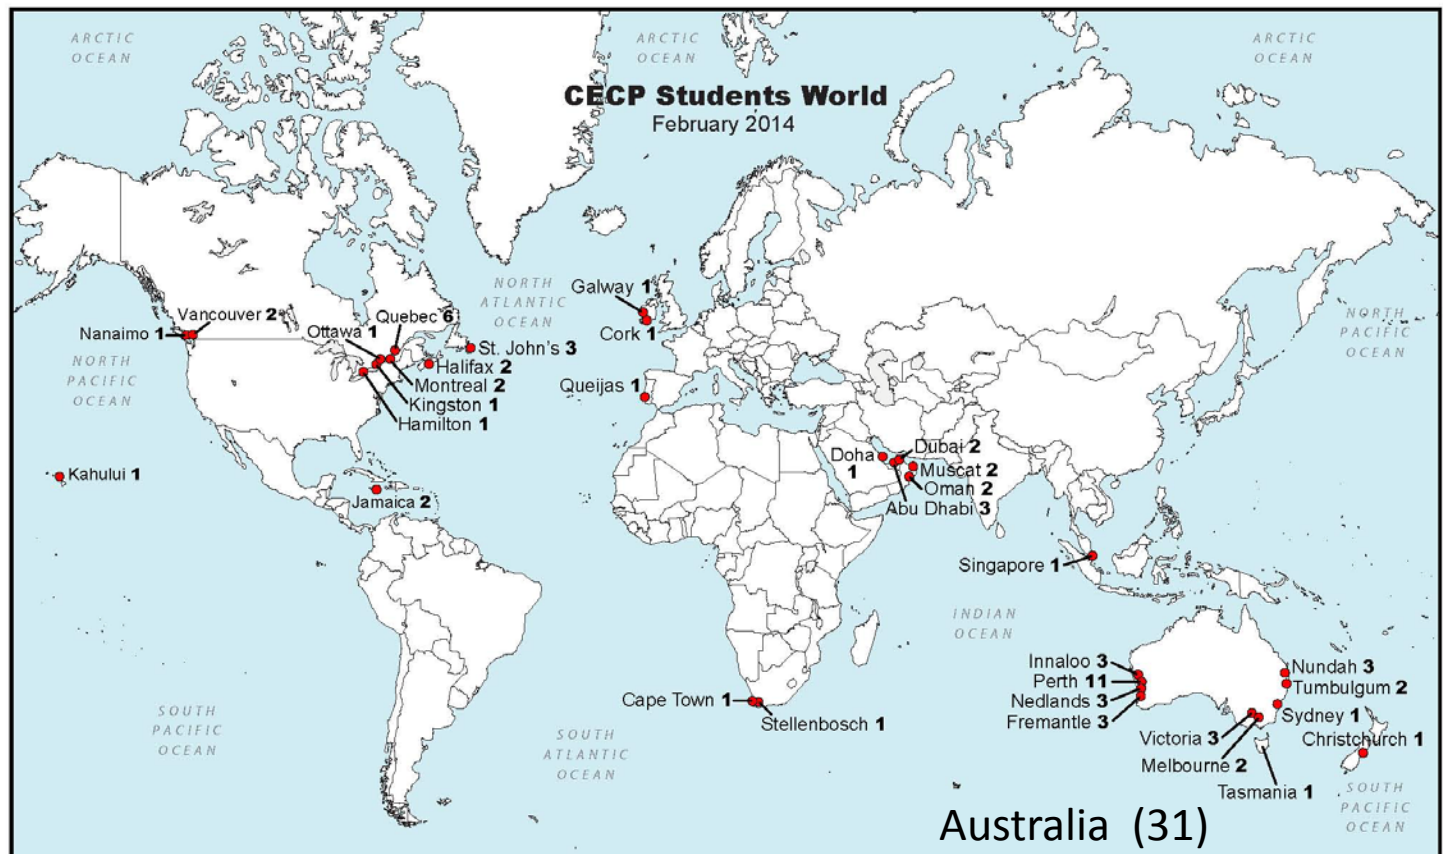 ARCTIC
OCEAN
ARCTIC
OCEAN
ARCTIC
OCEAN
CECP Students World
February 2014
NORTH
ATLANTIC
OCEAN
Galway 1
Cork 1
Vancouver 2
Nanaimo 1
Ottawa 1
Quebec 6
St. John's 3
Halifax 2
Montreal 2
Kingston 1
Hamilton 1
NORTH
PACIFIC
OCEAN
NORTH
PACIFIC
OCEAN
Queijas 1
Kahului 1
Jamaica 2
Doha
1
Dubai 2
Muscat 2
Oman 2
Abu Dhabi 3
Singapore 1
INDIAN
OCEAN
Innaloo 3
Perth 11
Nedlands 3
Fremantle 3
Nundah 3
Tumbulgum 2
Sydney 1
Christchurch 1
Victoria 3
Melbourne 2
Tasmania 1
Cape Town 1
Stellenbosch 1
SOUTH
PACIFIC
OCEAN
SOUTH
ATLANTIC
OCEAN
SOUTH
PACIFIC
OCEAN
Australia (31)